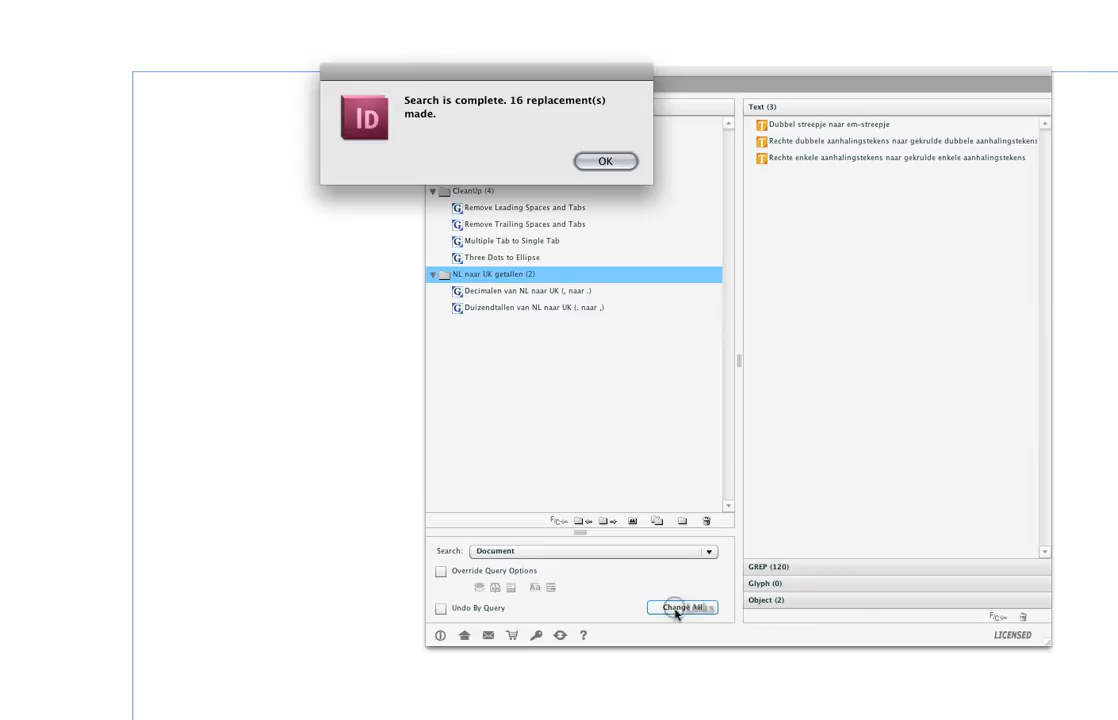 Search is complete. 16 replacement(s)
made.
Id
OK
CleanUp (4)
Remove Leading Spaces and Tabs
Remove Trailing Spaces and Tabs
Multiple Tab to Single Tab
Three Dots to Ellipse
NL naar UK getallen (2)
Decimalen van NL naar UK (, naar .)
Duizendtallen van NL naar UK (. naar ,)
Search: Document
Override Query Options
Undo By Query
Change All
Text (3)
Dubbel streepje naar em-streepje
Rechte dubbele aanhalingstekens naar gekrulde dubbele aanhalingstekens
Rechte enkele aanhalingstekens naar gekrulde enkele aanhalingstekens
GREP (120)
Glyph (0)
Object (2)
LICENSED